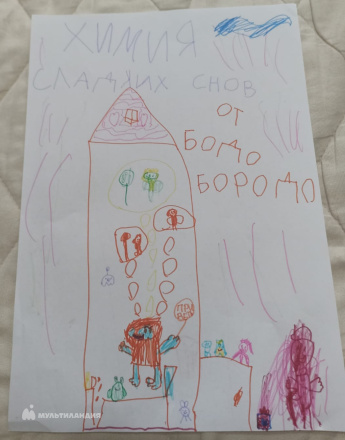 ХИМИЯ
СЛАДКИХ СНОВ
ОТ
БОДО
БОРОДО
МУЛЬТИЛАНДИЯ